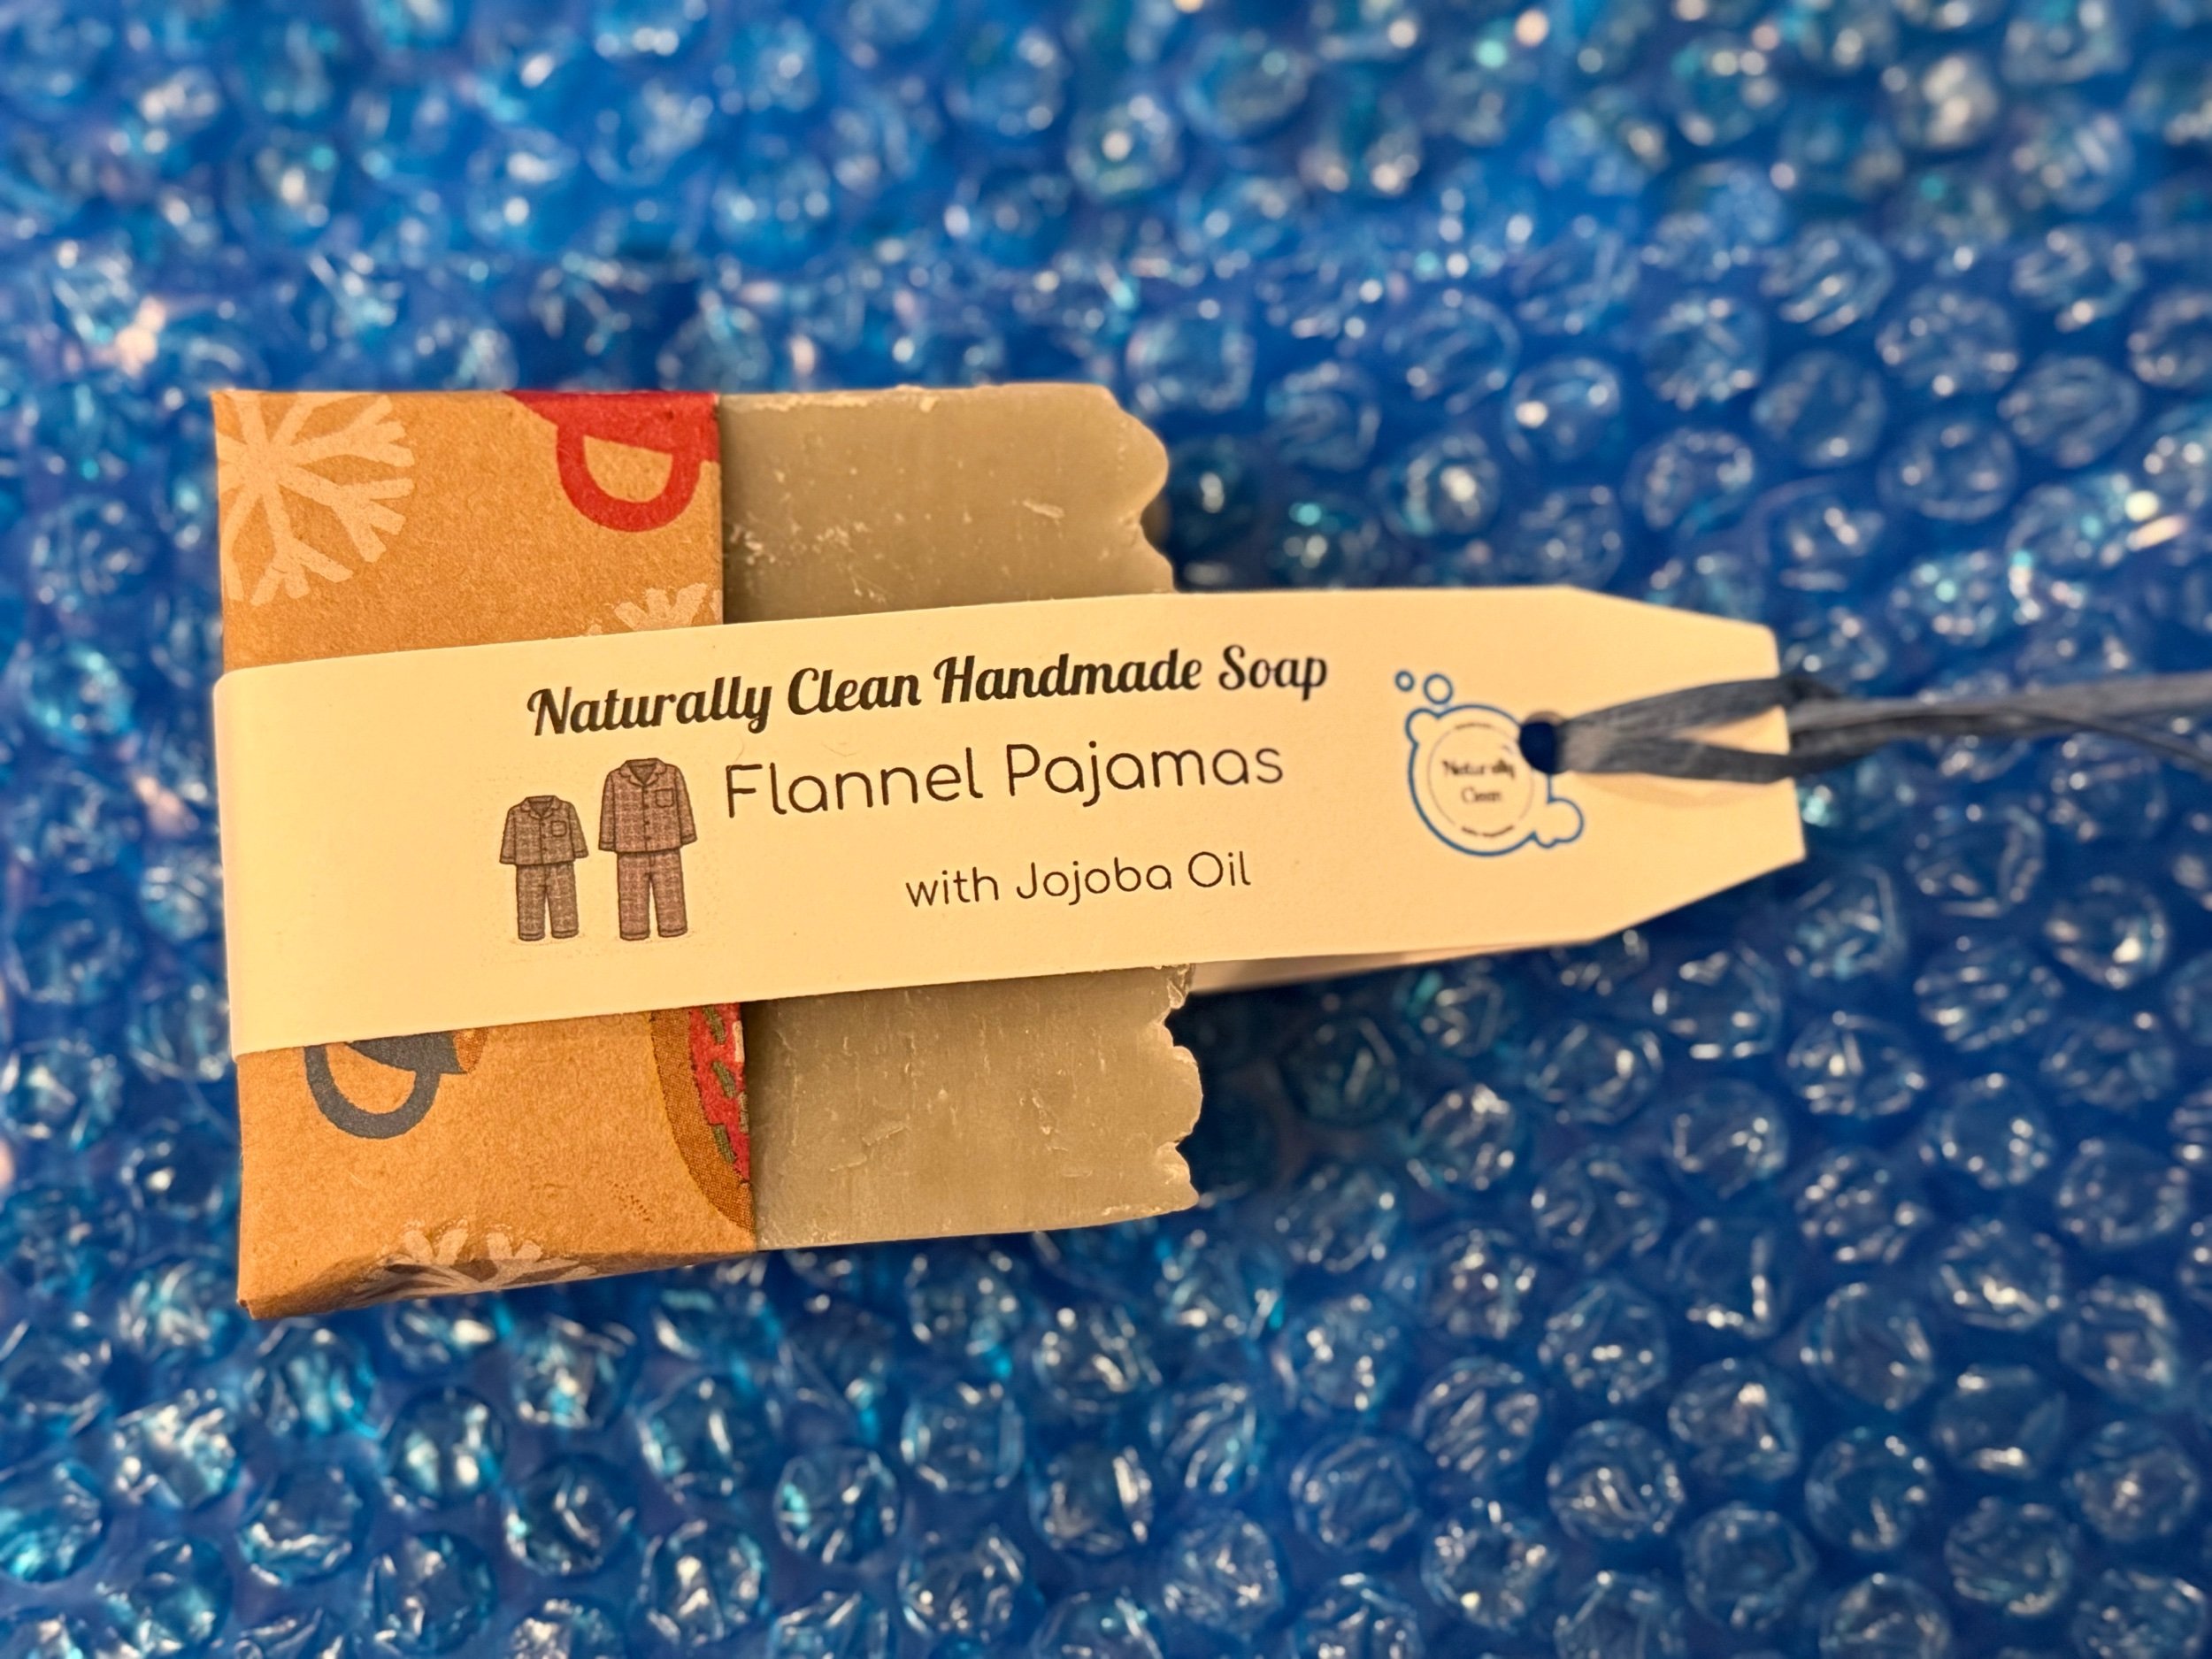 Naturally Clean Handmade Soap
Flannel Pajamas
with Jojoba Oil
Naturally
Clean